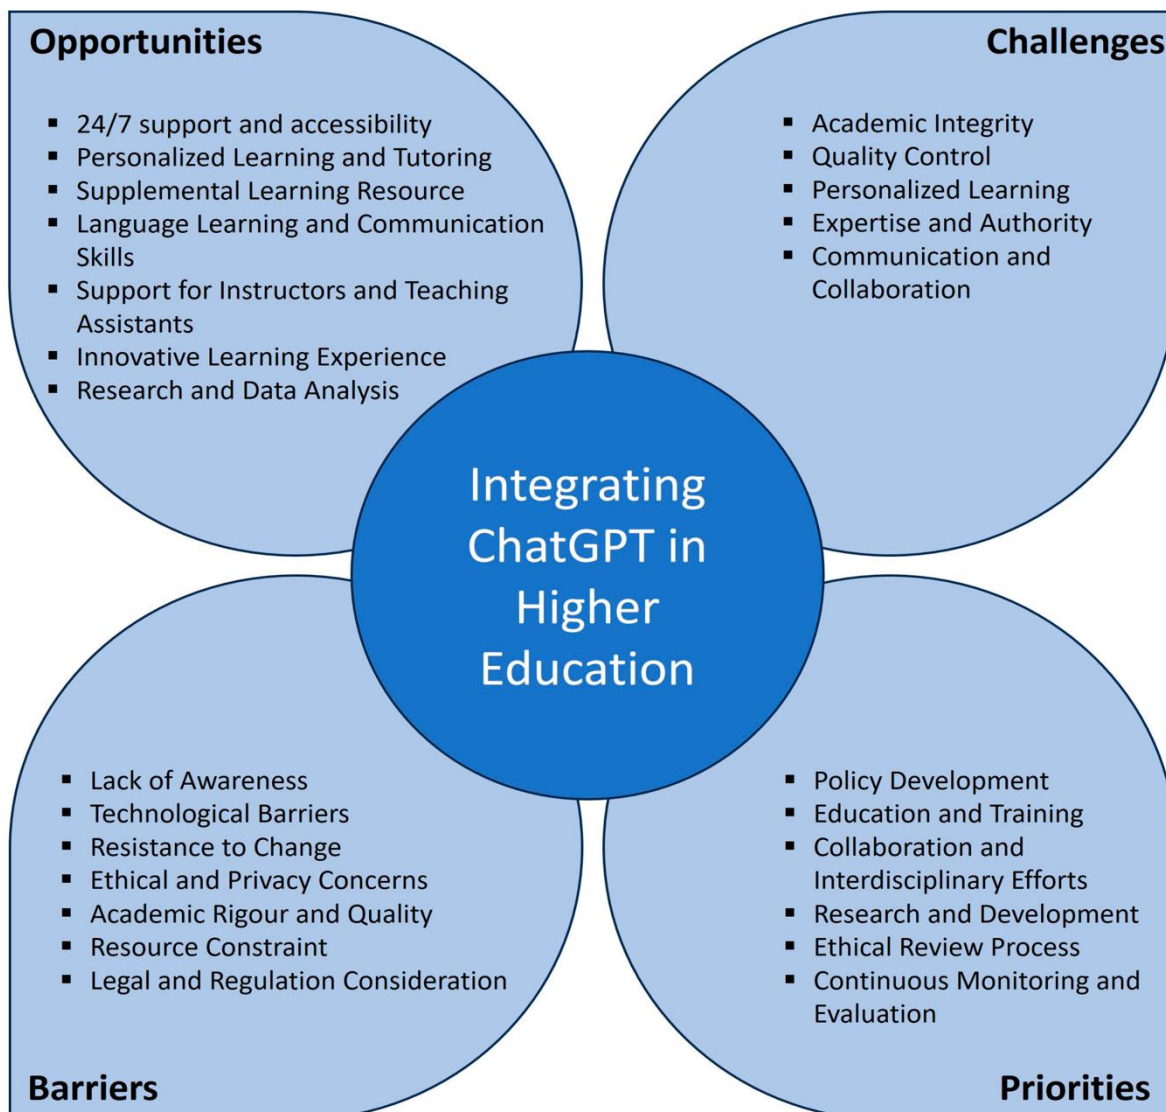 Opportunities
▪ 24/7 support and accessibility
▪ Personalized Learning and Tutoring
▪ Supplemental Learning Resource
▪ Language Learning and Communication
Skills
▪ Support for Instructors and Teaching
Assistants
▪ Innovative Learning Experience
▪ Research and Data Analysis
Challenges
▪ Academic Integrity
▪ Quality Control
▪ Personalized Learning
▪ Expertise and Authority
▪ Communication and
Collaboration
Integrating
ChatGPT in
Higher
Education
▪ Lack of Awareness
▪ Technological Barriers
▪ Resistance to Change
▪ Ethical and Privacy Concerns
▪ Academic Rigour and Quality
▪ Resource Constraint
▪ Legal and Regulation Consideration
Barriers
▪ Policy Development
▪ Education and Training
▪ Collaboration and
Interdisciplinary Efforts
▪ Research and Development
▪ Ethical Review Process
▪ Continuous Monitoring and
Evaluation
Priorities